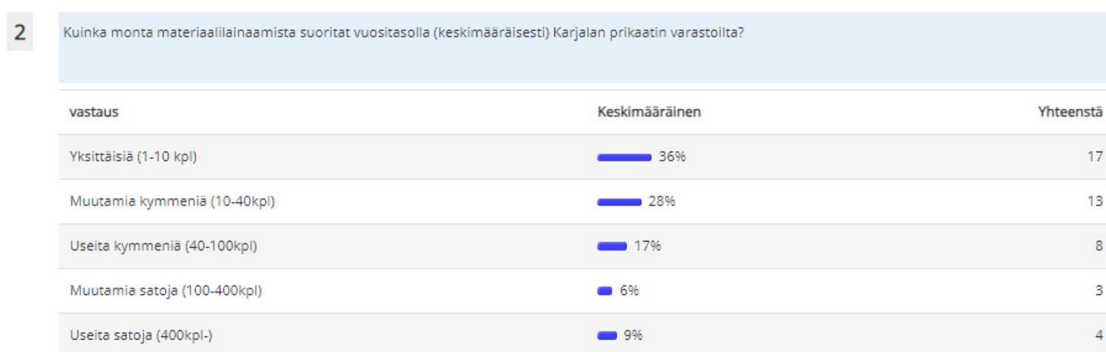 2
Kuinka monta materiaalilainaamista suoritat vuositasolla (keskimääräisesti) Karjalan prikaatin varastoilta?
vastaus Keskimääräinen Yhteenstä
Yksittäisiä (1-10 kpl) 36% 17
Muutamia kymmeniä (10-40kpl) 28% 13
Useita kymmeniä (40-100kpl) 17% 8
Muutamia satoja (100-400kpl) 6% 3
Useita satoja (400kpl-) 9% 4